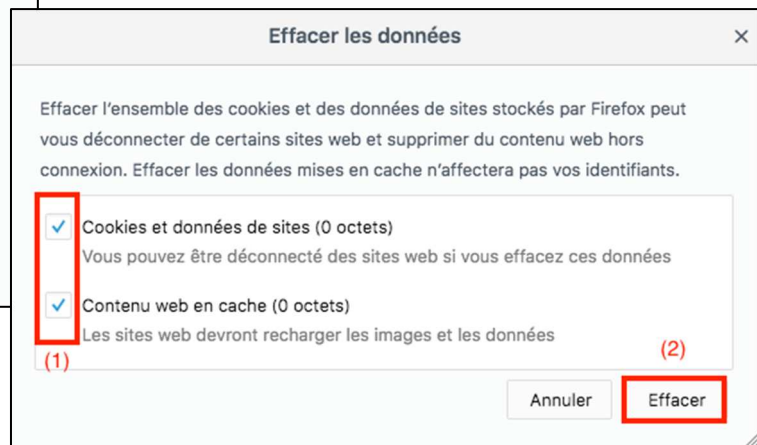 Effacer les données
Effacer l'ensemble des cookies et des données de sites stockés par Firefox peut
vous déconnecter de certains sites web et supprimer du contenu web hors
connexion. Effacer les données mises en cache n'affectera pas vos identifiants.
Cookies et données de sites (0 octets)
Vous pouvez être déconnecté des sites web si vous effacez ces données
Contenu web en cache (0 octets)
Les sites web devront recharger les images et les données
(1)
(2)
Annuler
Effacer